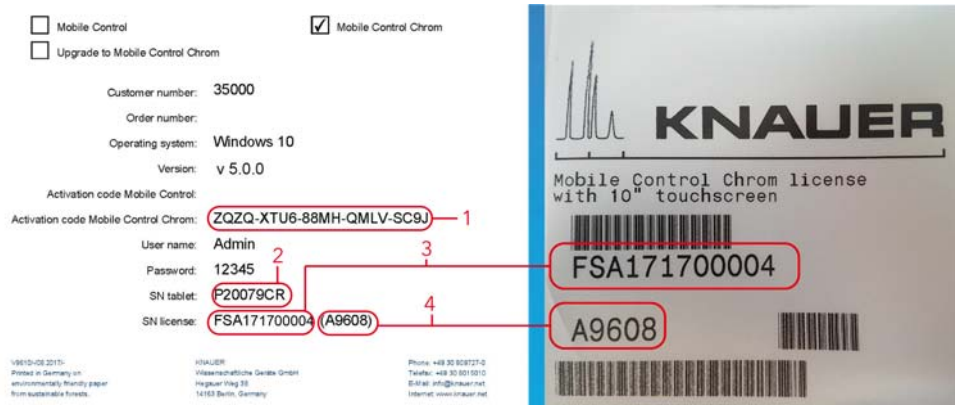 Mobile Control
Mobile Control Chrom
Upgrade to Mobile Control Chrom
Customer number: 35000
Order number:
Operating system: Windows 10
Version: v 5.0.0
Activation code Mobile Control:
Activation code Mobile Control Chrom: ZQZQ-XTU6-88MH-QMLV-SC9J
1
User name: Admin
Password: 12345
2
SN tablet: P20079CR
3
SN license: FSA171700004 (A9608)
4
Printed in Germany on
environmentally friendly paper
from sustainable forests.
KNAUER
Wissenschaftliche Geräte GmbH
Hegauer Weg 38
14163 Berlin, Germany
Phone: +49 30 809727-0
Telefax: +49 30 8015010
E-Mail: info@knauer.net
Internet: www.knauer.net
KNAUER
Mobile Control Chrom license
with 10" touchscreen
FSA171700004
A9608